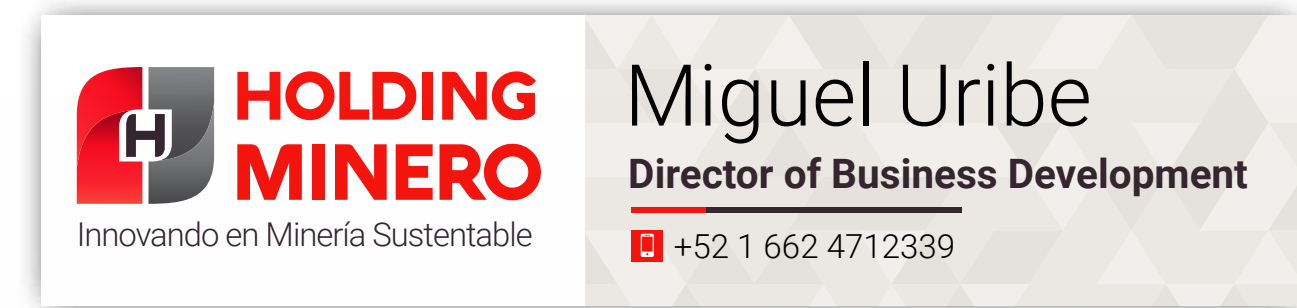 H
HOLDING
MINERO
Innovando en Minería Sustentable
Miguel Uribe
Director of Business Development
+52 1 662 4712339